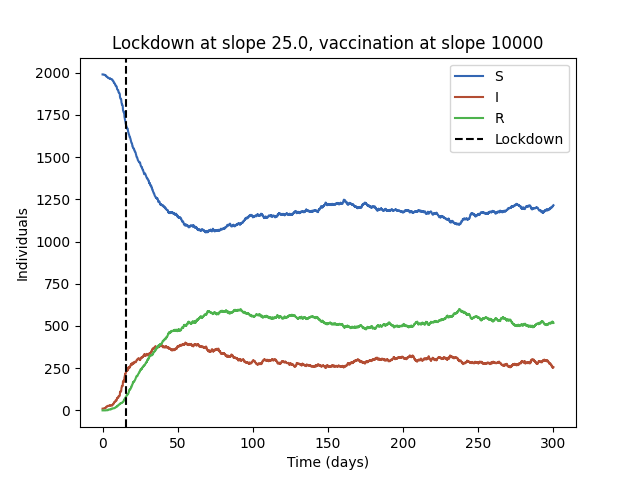 Lockdown at slope 25.0, vaccination at slope 10000
S
I
R
Lockdown
Individuals
2000
1750
1500
1250
1000
750
500
250
0
0 50 100 150 200 250 300
Time (days)